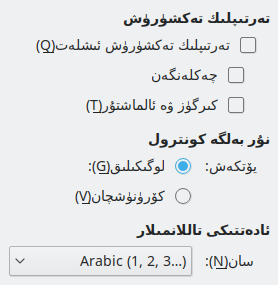 تەرتىپلىك تەكشۈرۈش
تەرتىپلىك تەكشۈرۈش ئىشلەت(Q)
چەكلەنگەن
كىرگۈز ۋە ئالماشتۇر(T)
نۇر بەلگە كونترول
يۆتكەش: لوگىكىلىق(G):
كۆرۈنۈشچان(V)
ئادەتتىكى تاللانمىلار
سان(N): Arabic (1, 2, 3...)